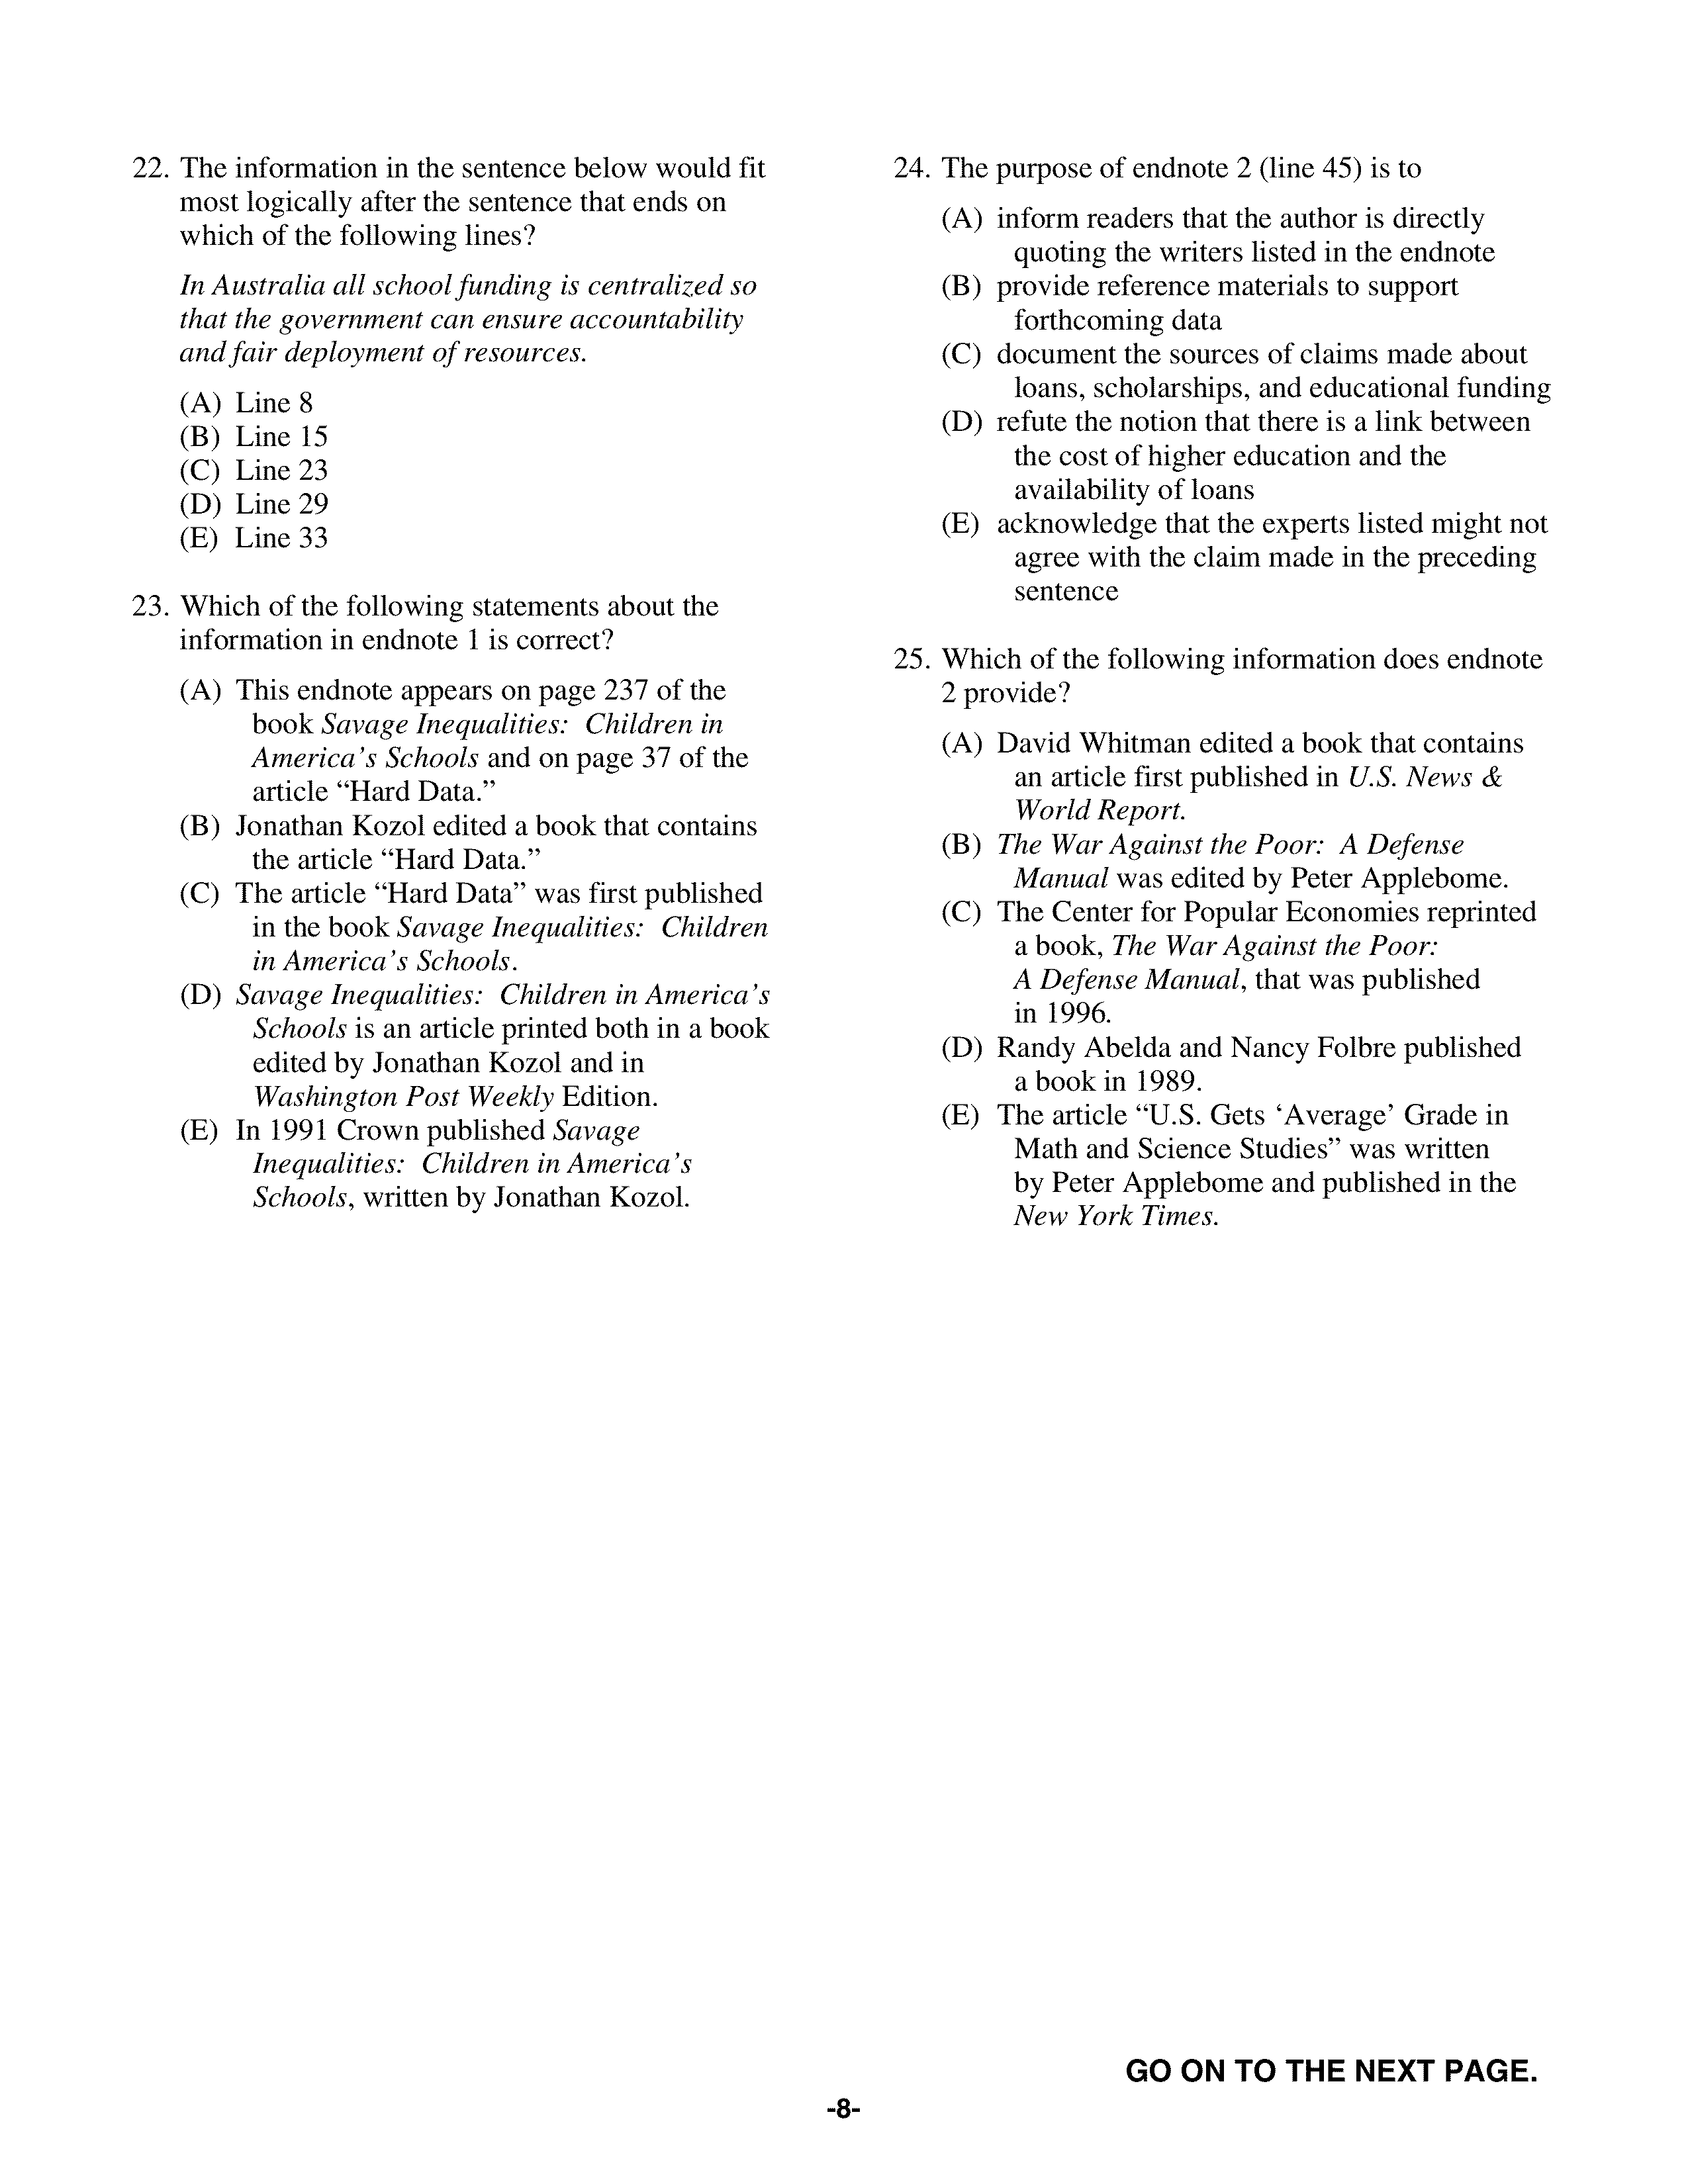 22. The information in the sentence below would fit
most logically after the sentence that ends on
which of the following lines?
In Australia all school funding is centralized so
that the government can ensure accountability
and fair deployment of resources.
(A) Line 8
(B) Line 15
(C) Line 23
(D) Line 29
(E) Line 33
23. Which of the following statements about the
information in endnote 1 is correct?
(A) This endnote appears on page 237 of the
book Savage Inequalities: Children in
America’s Schools and on page 37 of the
article “Hard Data.”
(B) Jonathan Kozol edited a book that contains
the article “Hard Data.”
(C) The article “Hard Data” was first published
in the book Savage Inequalities: Children
in America’s Schools.
(D) Savage Inequalities: Children in America’s
Schools is an article printed both in a book
edited by Jonathan Kozol and in
Washington Post Weekly Edition.
(E) In 1991 Crown published Savage
Inequalities: Children in America’s
Schools, written by Jonathan Kozol.
24. The purpose of endnote 2 (line 45) is to
(A) inform readers that the author is directly
quoting the writers listed in the endnote
(B) provide reference materials to support
forthcoming data
(C) document the sources of claims made about
loans, scholarships, and educational funding
(D) refute the notion that there is a link between
the cost of higher education and the
availability of loans
(E) acknowledge that the experts listed might not
agree with the claim made in the preceding
sentence
25. Which of the following information does endnote
2 provide?
(A) David Whitman edited a book that contains
an article first published in U.S. News &
World Report.
(B) The War Against the Poor: A Defense
Manual was edited by Peter Applebome.
(C) The Center for Popular Economies reprinted
a book, The War Against the Poor:
A Defense Manual, that was published
in 1996.
(D) Randy Abelda and Nancy Folbre published
a book in 1989.
(E) The article “U.S. Gets ‘Average’ Grade in
Math and Science Studies” was written
by Peter Applebome and published in the
New York Times.
GO ON TO THE NEXT PAGE.
-8-